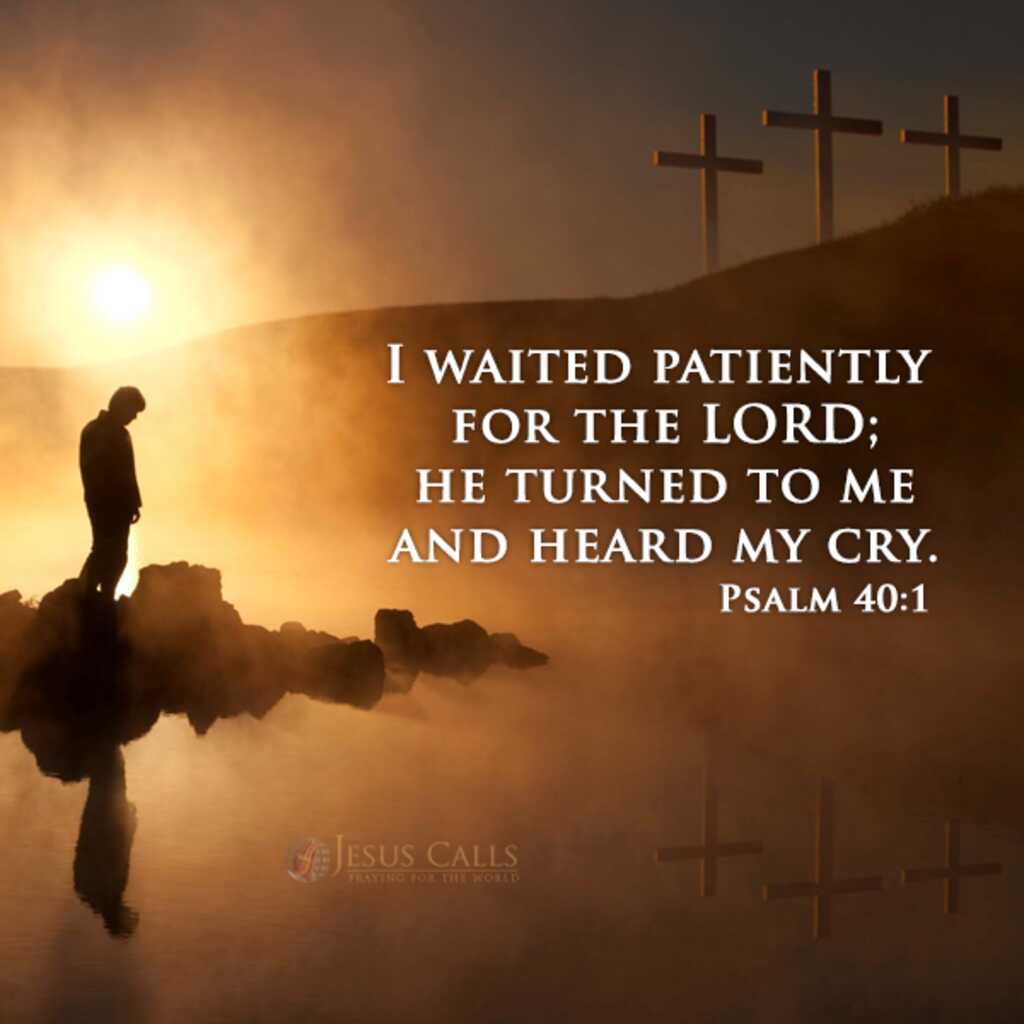 I WAITED PATIENTLY
FOR THE LORD;
HE TURNED TO ME
AND HEARD MY CRY.
PSALM 40:1
JESUS CALLS
PRAYING FOR THE WORLD